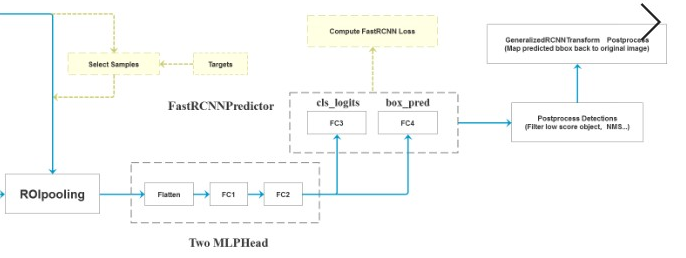 Compute FastRCNN Loss
GeneralizedRCNNTransform Postprocess
(Map predicted bbox back to original image)
Select Samples
Targets
FastRCNNPredictor
cls_logits
box_pred
FC3
FC4
Postprocess Detections
(Filter low score object, NMS...)
ROIpooling
Flatten
FC1
FC2
Two MLPHead